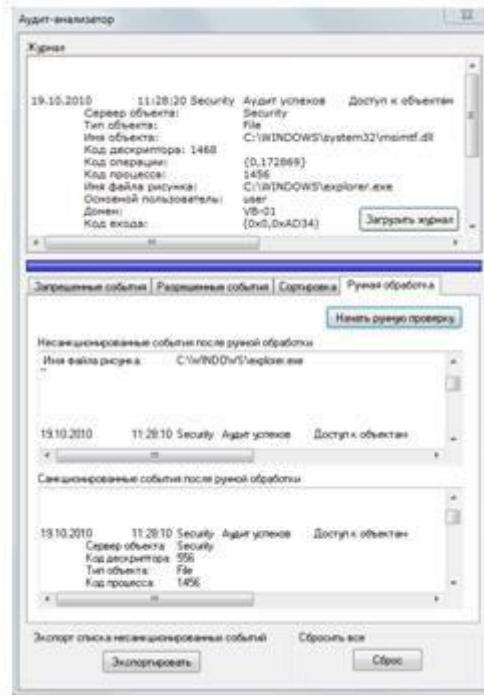 Аудит-анализатор
Журнал
19.10.2010 11:28:20 Security Аудит успехов Доступ к объектам
Сервер объекта: Security
Тип объекта: File
Имя объекта: C:\WINDOWS\system32\msimtf.dll
Код дескриптора: 1468
Код операции: {0,172869}
Код процесса: 1456
Имя файла рисунка: C:\WINDOWS\explorer.exe
Основной пользователь: user
Домен: VB-01
Код входа: (0x0,0xAD34)
Загрузить журнал
Запрещенные события Разрешенные события Сортировка Ручная обработка
Начать ручную проверку
Несанкционированные события после ручной обработки
Имя файла рисунка: C:\WINDOWS\explorer.exe
19.10.2010 11:28:10 Security Аудит успехов Доступ к объектам
Санкционированные события после ручной обработки
19.10.2010 11:28:10 Security Аудит успехов Доступ к объектам
Сервер объекта: Security
Код дескриптора: 556
Тип объекта: File
Код процесса: 1456
Экспорт списка несанкционированных событий Сбросить все
Экспортировать Сброс